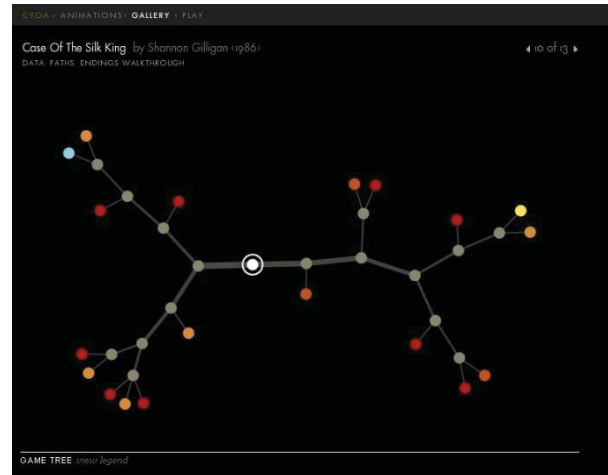 CYOA › ANIMATIONS › GALLERY › PLAY
Case Of The Silk King by Shannon Gilligan ‹1986›
◂ 10 of 13 ▸
DATA PATHS ENDINGS WALKTHROUGH
GAME TREE view legend